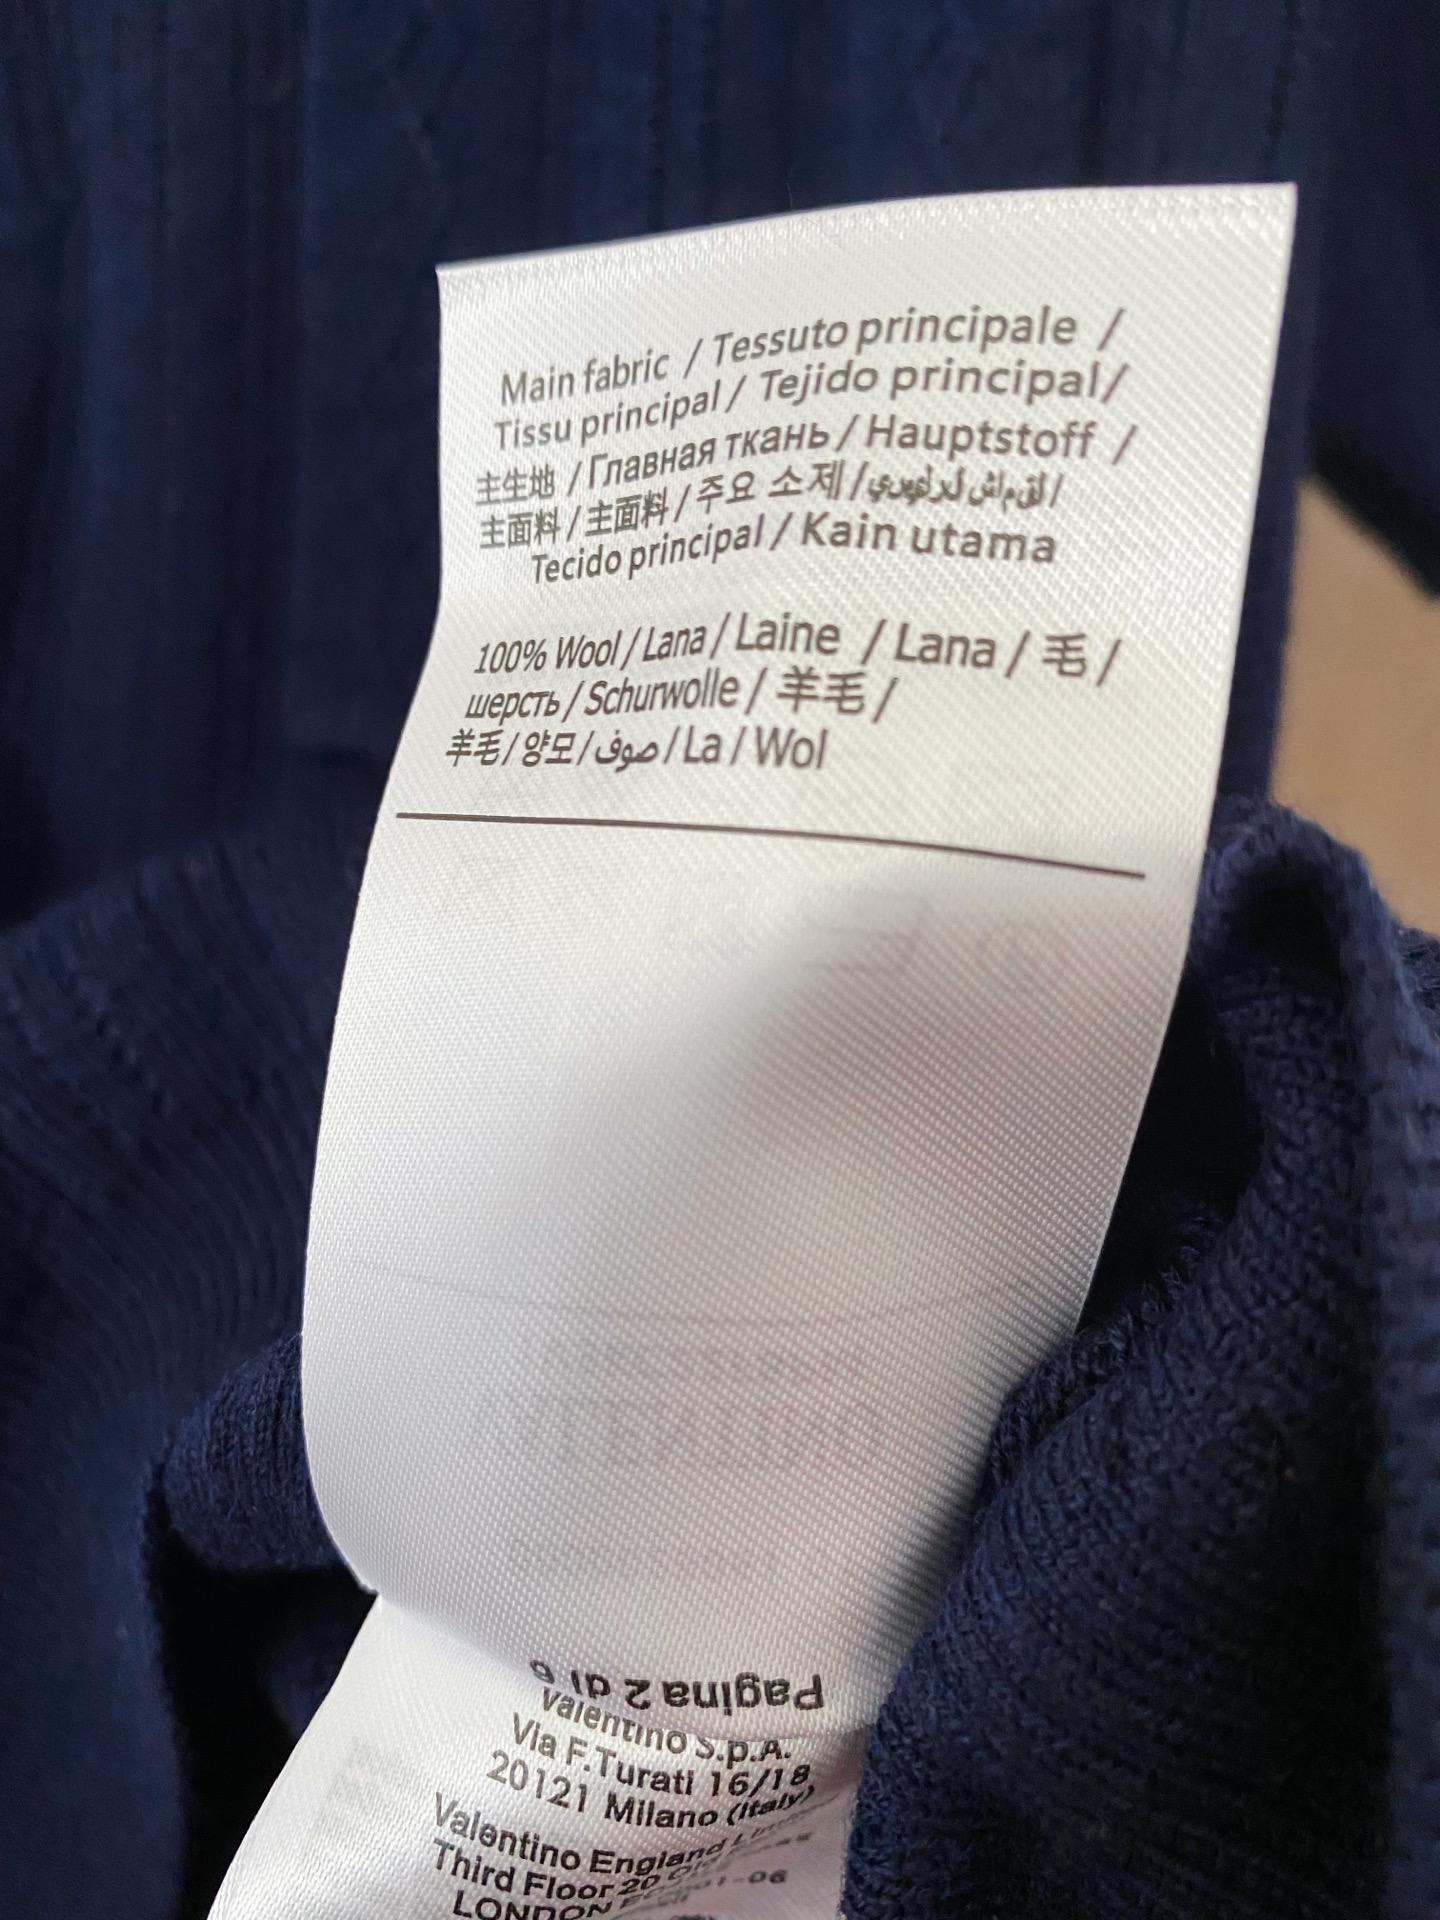 Main fabric / Tessuto principale /
Tissu principal / Tejido principal/
主生地 / Главная ткань / Hauptstoff /
主面料 / 主面料 / 주요 소제 /
Tecido principal / Kain utama
100% Wool / Lana / Laine / Lana / 毛 /
шерсть / Schurwolle / 羊毛 /
羊毛 / 양모 / صوف / La / Wol
Pagina 2 di 6
Valentino S.p.A.
Via F.Turati 16/18
20121 Milano (Italy)
Valentino England
Third Floor 20
LONDON